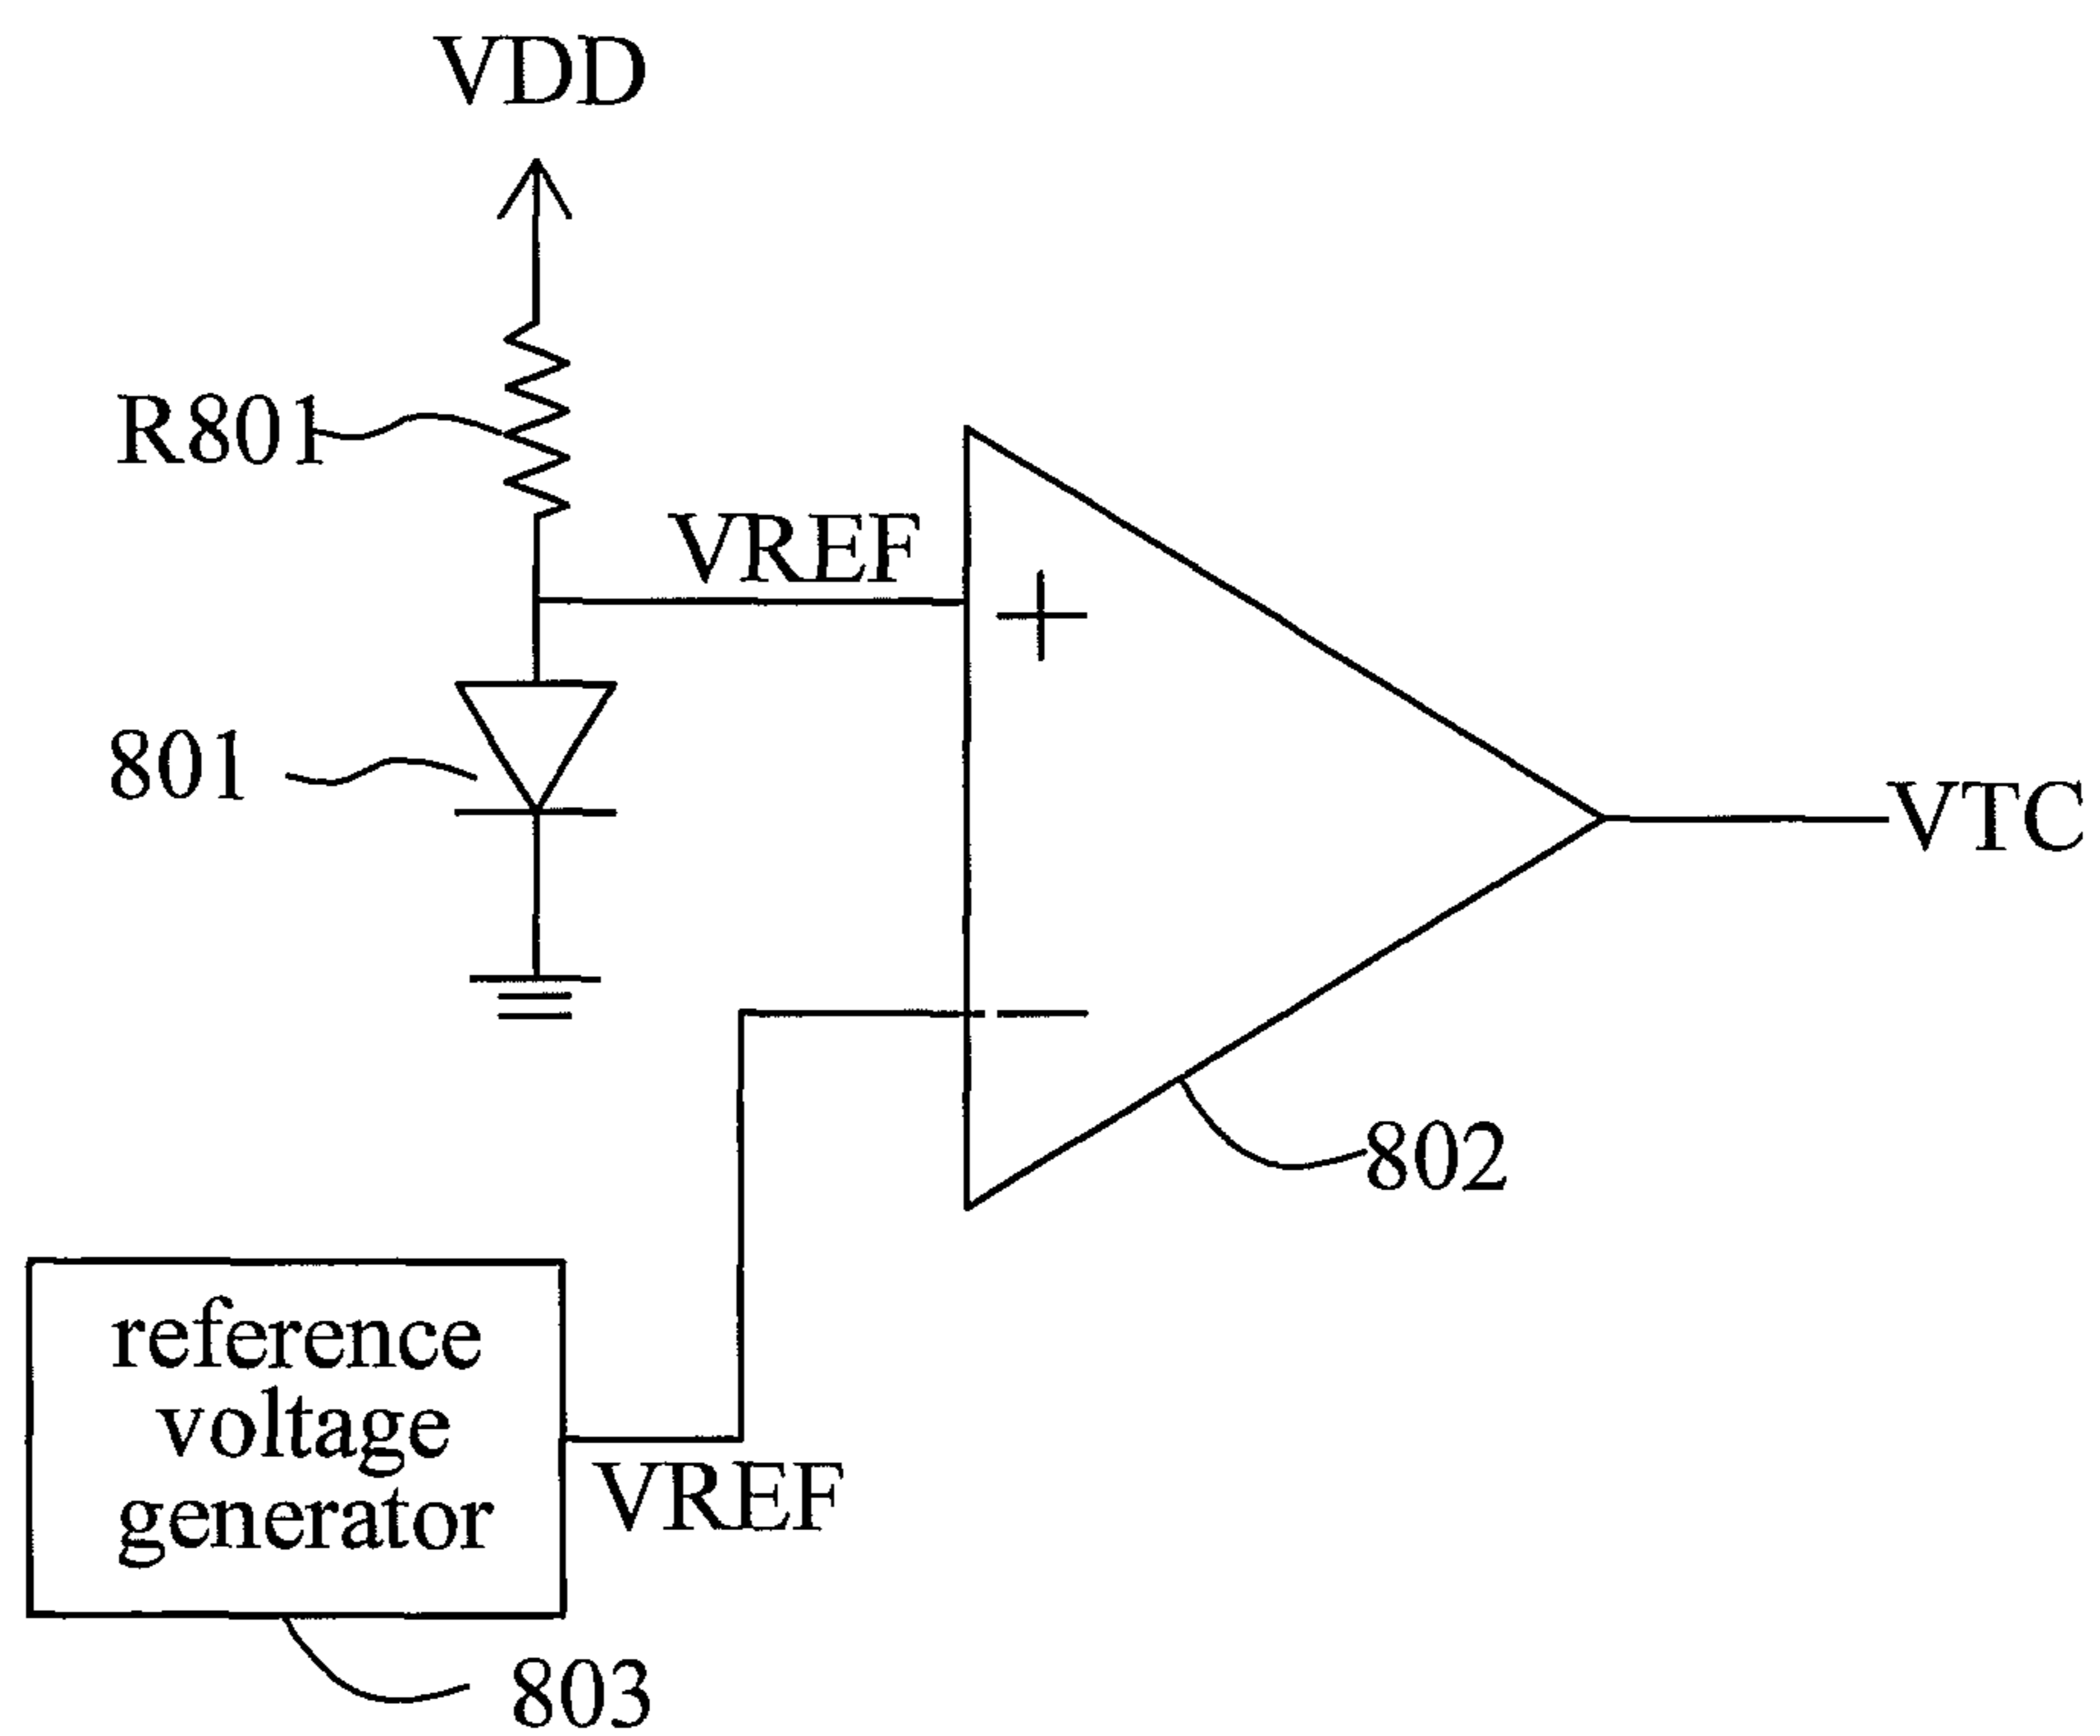 VDD
R801
VREF
+
801
VTC
—
802
reference
voltage
generator
VREF
803